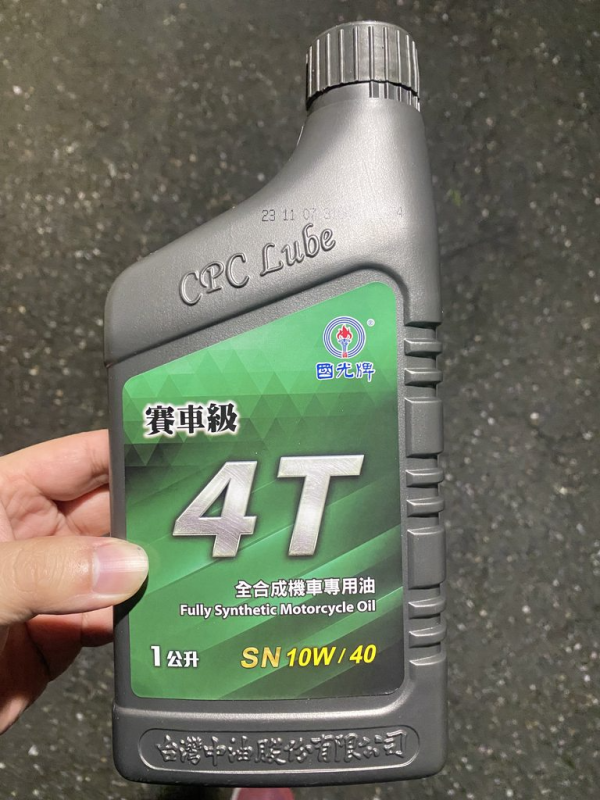 23 11 07
CPC Lube
國光牌
賽車級
4T
全合成機車專用油
Fully Synthetic Motorcycle Oil
1公升 SN 10W/40
台灣中油股份有限公司